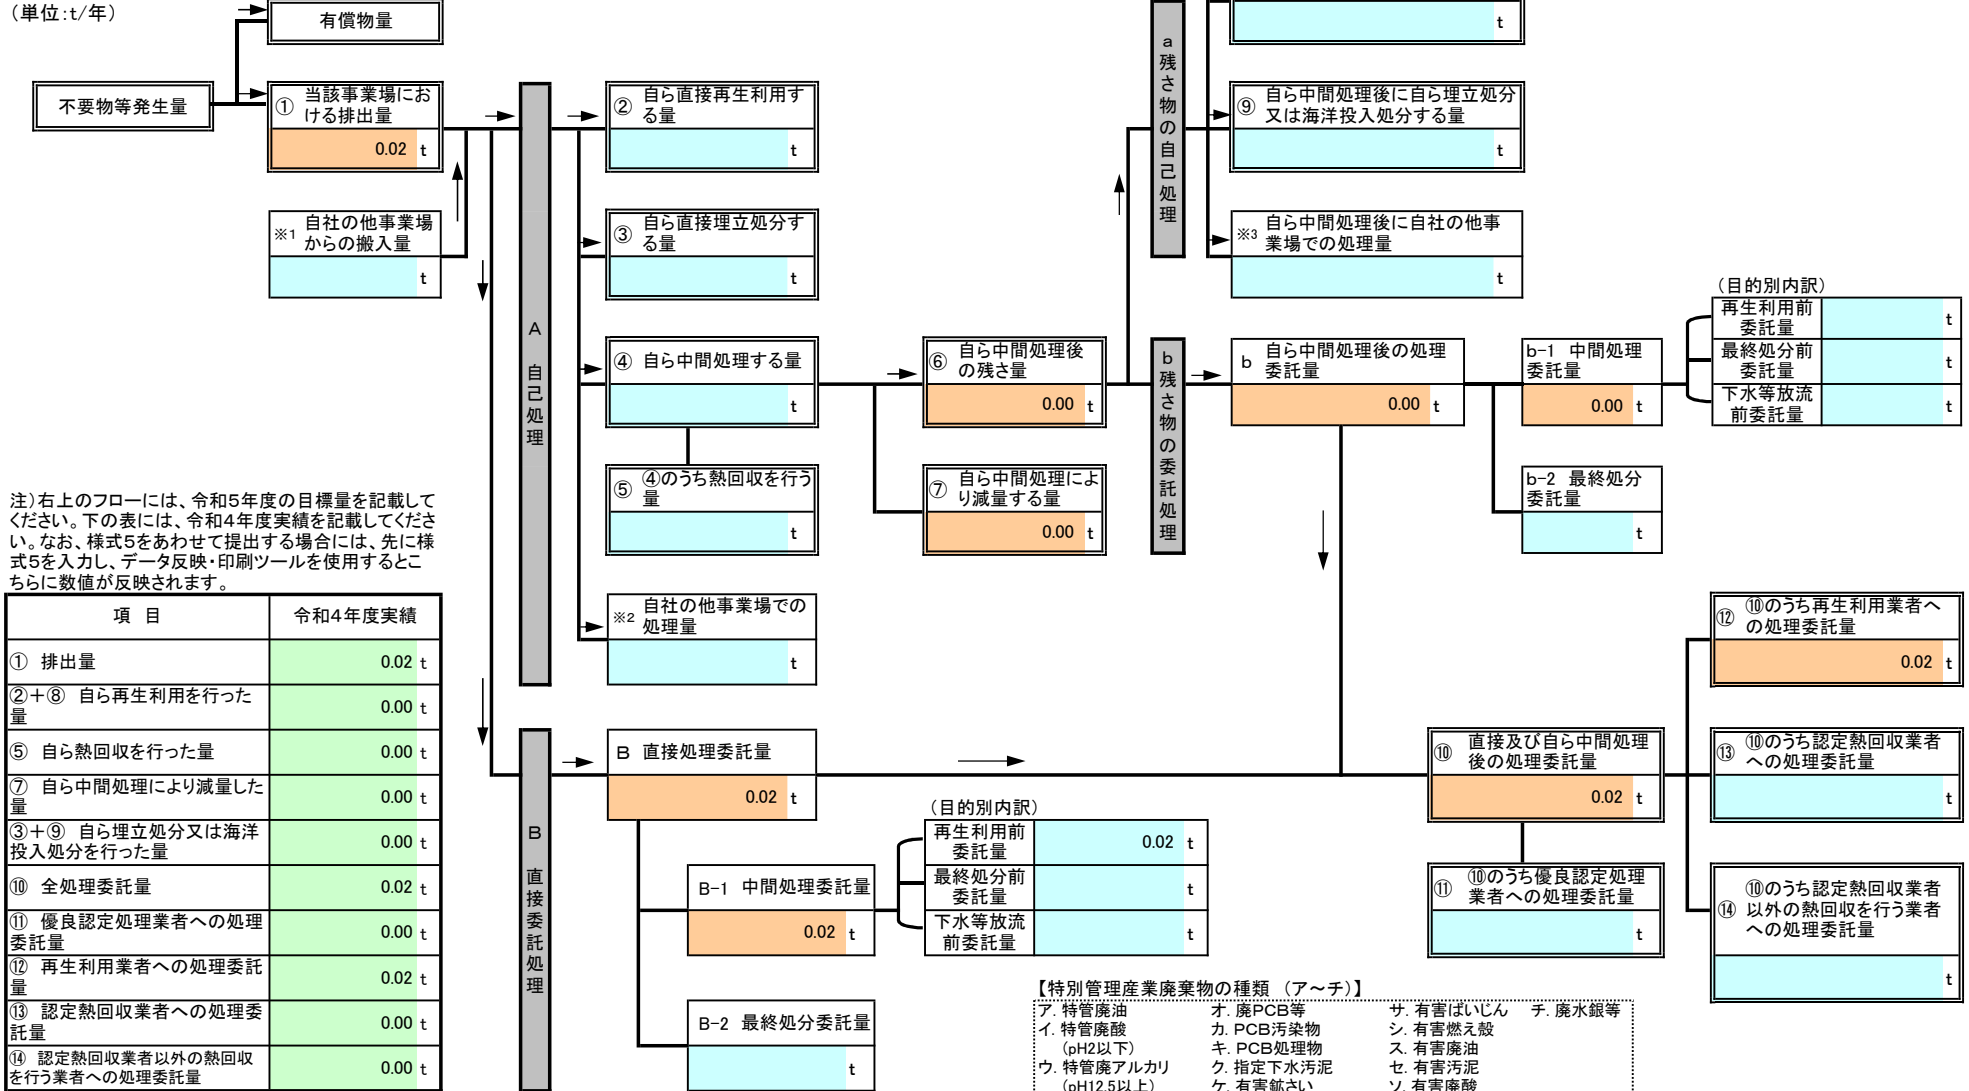 (単位:t/年)
有償物量
不要物等発生量
① 当該事業場にお
ける排出量
0.02 t
※1 自社の他事業場
からの搬入量
t
A 自己処理
② 自ら直接再生利用す
る量
t
③ 自ら直接埋立処分す
る量
t
④ 自ら中間処理する量
t
⑤ ④のうち熱回収を行う
量
t
※2 自社の他事業場での
処理量
t
⑥ 自ら中間処理後
の残さ量
0.00 t
⑦ 自ら中間処理によ
り減量する量
0.00 t
a 残さ物の自己処理
t
⑨ 自ら中間処理後に自ら埋立処分
又は海洋投入処分する量
t
※3 自ら中間処理後に自社の他事
業場での処理量
t
b 残さ物の委託処理
b 自ら中間処理後の処理
委託量
0.00 t
b-1 中間処理
委託量
0.00 t
b-2 最終処分
委託量
t
(目的別内訳)
再生利用前
委託量
t
最終処分前
委託量
t
下水等放流
前委託量
t
注)右上のフローには、令和5年度の目標量を記載して
ください。下の表には、令和4年度実績を記載してくださ
い。なお、様式5をあわせて提出する場合には、先に様
式5を入力し、データ反映・印刷ツールを使用するとこ
ちらに数値が反映されます。
項 目 令和4年度実績
① 排出量 0.02 t
②+⑧ 自ら再生利用を行った
量 0.00 t
⑤ 自ら熱回収を行った量 0.00 t
⑦ 自ら中間処理により減量した
量 0.00 t
③+⑨ 自ら埋立処分又は海洋
投入処分を行った量 0.00 t
⑩ 全処理委託量 0.02 t
⑪ 優良認定処理業者への処理
委託量 0.00 t
⑫ 再生利用業者への処理委託
量 0.02 t
⑬ 認定熱回収業者への処理委
託量 0.00 t
⑭ 認定熱回収業者以外の熱回収
を行う業者への処理委託量 0.00 t
B 直接委託処理
B 直接処理委託量
0.02 t
B-1 中間処理委託量
0.02 t
B-2 最終処分委託量
t
(目的別内訳)
再生利用前
委託量
0.02 t
最終処分前
委託量
t
下水等放流
前委託量
t
⑩ 直接及び自ら中間処理
後の処理委託量
0.02 t
⑪ ⑩のうち優良認定処理
業者への処理委託量
t
⑫ ⑩のうち再生利用業者へ
の処理委託量
0.02 t
⑬ ⑩のうち認定熱回収業者
への処理委託量
t
⑭ ⑩のうち認定熱回収業者
以外の熱回収を行う業者
への処理委託量
t
【特別管理産業廃棄物の種類 (ア～チ)】
ア. 特管廃油 オ. 廃PCB等 サ. 有害ばいじん チ. 廃水銀等
イ. 特管廃酸 カ. PCB汚染物 シ. 有害燃え殻
(pH2以下) キ. PCB処理物 ス. 有害廃油
ウ. 特管廃アルカリ ク. 指定下水汚泥 セ. 有害汚泥
(pH12.5以上) ケ. 有害鉱さい ソ. 有害廃酸